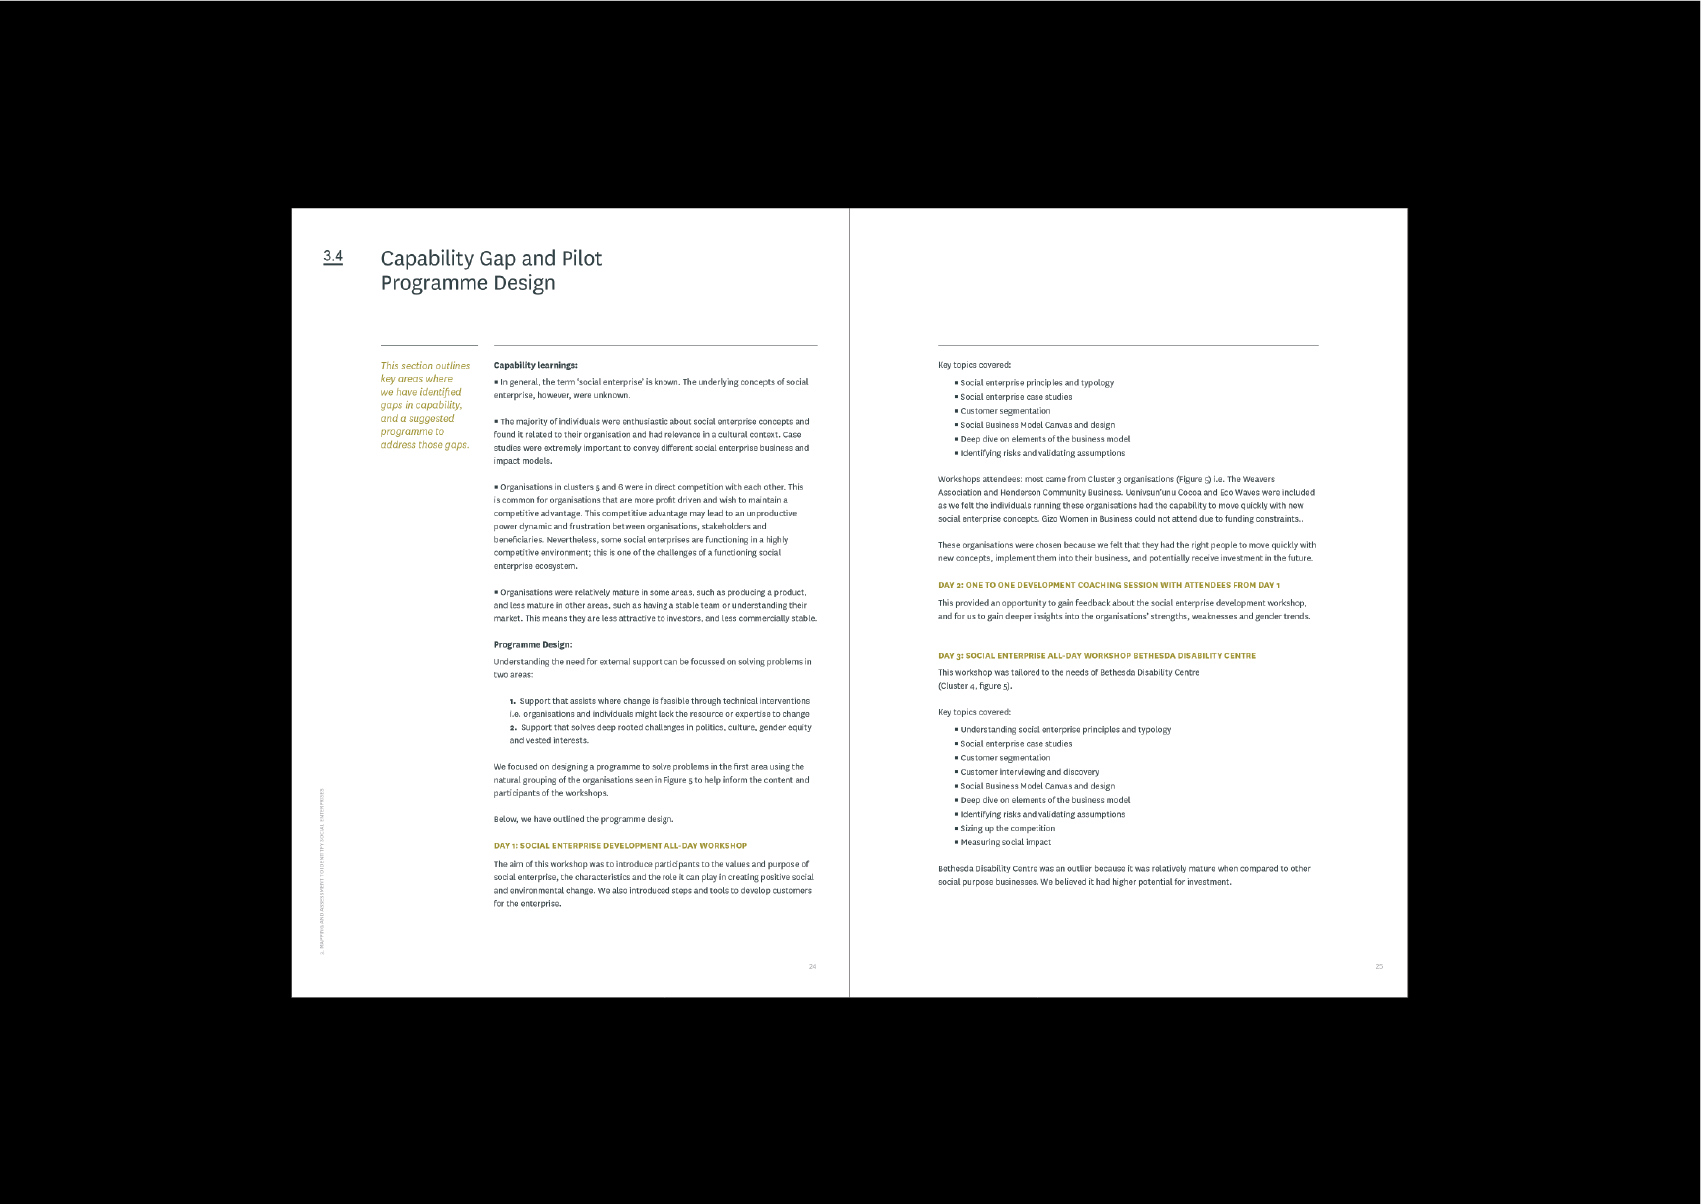 3.4
Capability Gap and Pilot
Programme Design
This section outlines
key areas where
we have identified
gaps in capability,
and a suggested
programme to
address those gaps.
Capability learnings:
▪ In general, the term 'social enterprise' is known. The underlying concepts of social
enterprise, however, were unknown.
▪ The majority of individuals were enthusiastic about social enterprise concepts and
found it related to their organisation and had relevance in a cultural context. Case
studies were extremely important to convey different social enterprise business and
impact models.
▪ Organisations in clusters 5 and 6 were in direct competition with each other. This
is common for organisations that are more profit driven and wish to maintain a
competitive advantage. This competitive advantage may lead to an unproductive
power dynamic and frustration between organisations, stakeholders and
beneficiaries. Nevertheless, some social enterprises are functioning in a highly
competitive environment; this is one of the challenges of a functioning social
enterprise ecosystem.
▪ Organisations were relatively mature in some areas, such as producing a product,
and less mature in other areas, such as having a stable team or understanding their
market. This means they are less attractive to investors, and less commercially stable.
Programme Design:
Understanding the need for external support can be focussed on solving problems in
two areas:
1. Support that assists where change is feasible through technical interventions
i.e. organisations and individuals might lack the resource or expertise to change
2. Support that solves deep rooted challenges in politics, culture, gender equity
and vested interests.
We focused on designing a programme to solve problems in the first area using the
natural grouping of the organisations seen in Figure 5 to help inform the content and
participants of the workshops.
Below, we have outlined the programme design.
DAY 1: SOCIAL ENTERPRISE DEVELOPMENT ALL-DAY WORKSHOP
The aim of this workshop was to introduce participants to the values and purpose of
social enterprise, the characteristics and the role it can play in creating positive social
and environmental change. We also introduced steps and tools to develop customers
for the enterprise.
3. MAPPING AND ASSESSMENT TO IDENTIFY SOCIAL ENTERPRISES
24
Key topics covered:
▪ Social enterprise principles and typology
▪ Social enterprise case studies
▪ Customer segmentation
▪ Social Business Model Canvas and design
▪ Deep dive on elements of the business model
▪ Identifying risks and validating assumptions
Workshops attendees: most came from Cluster 3 organisations (Figure 5) i.e. The Weavers
Association and Henderson Community Business. Uenivsun'unu Cocoa and Eco Waves were included
as we felt the individuals running these organisations had the capability to move quickly with new
social enterprise concepts. Gizo Women in Business could not attend due to funding constraints..
These organisations were chosen because we felt that they had the right people to move quickly with
new concepts, implement them into their business, and potentially receive investment in the future.
DAY 2: ONE TO ONE DEVELOPMENT COACHING SESSION WITH ATTENDEES FROM DAY 1
This provided an opportunity to gain feedback about the social enterprise development workshop,
and for us to gain deeper insights into the organisations' strengths, weaknesses and gender trends.
DAY 3: SOCIAL ENTERPRISE ALL-DAY WORKSHOP BETHESDA DISABILITY CENTRE
This workshop was tailored to the needs of Bethesda Disability Centre
(Cluster 4, figure 5).
Key topics covered:
▪ Understanding social enterprise principles and typology
▪ Social enterprise case studies
▪ Customer segmentation
▪ Customer interviewing and discovery
▪ Social Business Model Canvas and design
▪ Deep dive on elements of the business model
▪ Identifying risks and validating assumptions
▪ Sizing up the competition
▪ Measuring social impact
Bethesda Disability Centre was an outlier because it was relatively mature when compared to other
social purpose businesses. We believed it had higher potential for investment.
25